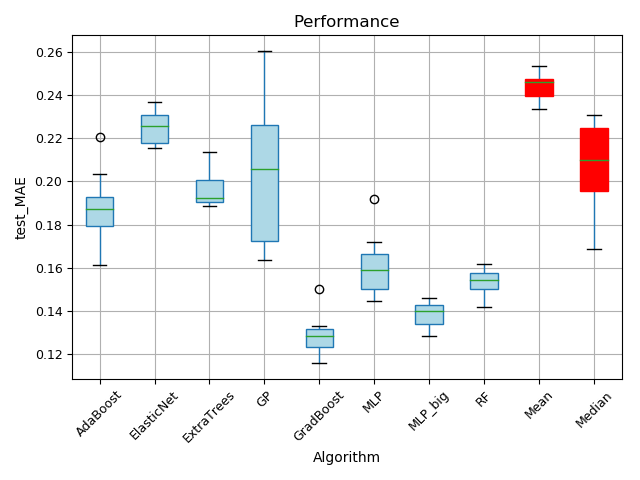 Performance
test_MAE
0.26
0.24
0.22
0.20
0.18
0.16
0.14
0.12
AdaBoost
ElasticNet
ExtraTrees
GP
GradBoost
MLP
MLP_big
RF
Mean
Median
Algorithm